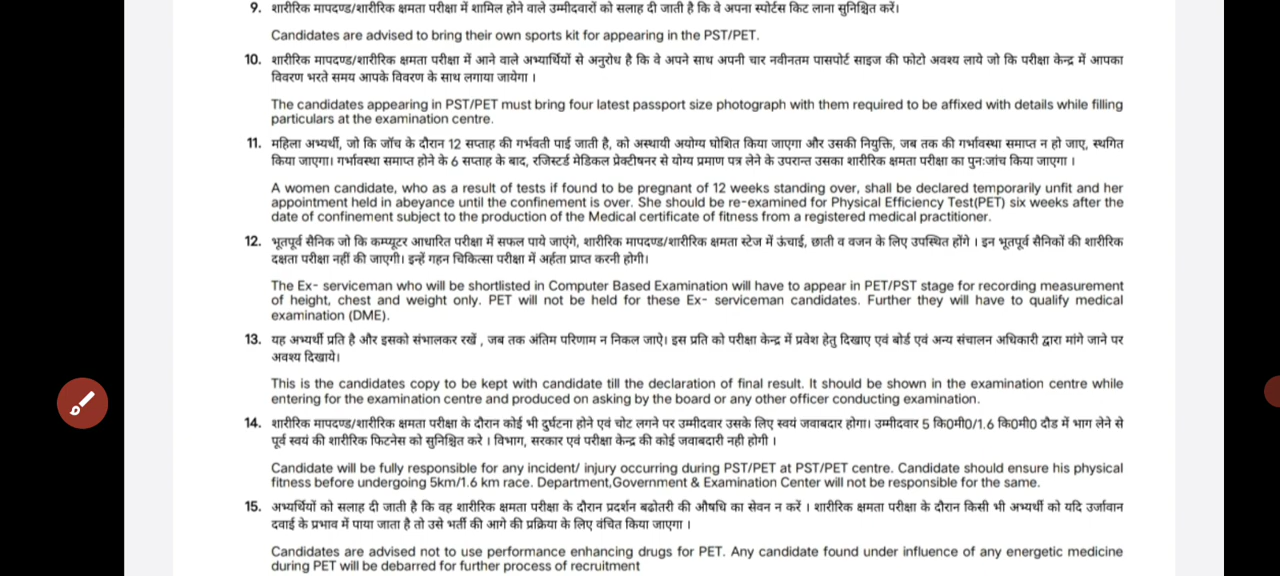 9. शारीरिक मापदण्ड/शारीरिक क्षमता परीक्षा में शामिल होने वाले उम्मीदवारों को सलाह दी जाती है कि वे अपना स्पोर्टस किट लाना सुनिश्चित करें।
Candidates are advised to bring their own sports kit for appearing in the PST/PET.
10. शारीरिक मापदण्ड/शारीरिक क्षमता परीक्षा में आने वाले अभ्यार्थियों से अनुरोध है कि वे अपने साथ अपनी चार नवीनतम पासपोर्ट साइज की फोटो अवश्य लाये जो कि परीक्षा केन्द्र में आपका
विवरण भरते समय आपके विवरण के साथ लगाया जायेगा ।
The candidates appearing in PST/PET must bring four latest passport size photograph with them required to be affixed with details while filling
particulars at the examination centre.
11. महिला अभ्यर्थी, जो कि जॉच के दौरान 12 सप्ताह की गर्भवती पाई जाती है, को अस्थायी अयोग्य घोशित किया जाएगा और उसकी नियुक्ति, जब तक की गर्भावस्था समाप्त न हो जाए, स्थगित
किया जाएगा। गर्भावस्था समाप्त होने के 6 सप्ताह के बाद, रजिस्टर्ड मेडिकल प्रेक्टीषनर से योग्य प्रमाण पत्र लेने के उपरान्त उसका शारीरिक क्षमता परीक्षा का पुनःजांच किया जाएगा ।
A women candidate, who as a result of tests if found to be pregnant of 12 weeks standing over, shall be declared temporarily unfit and her
appointment held in abeyance until the confinement is over. She should be re-examined for Physical Efficiency Test(PET) six weeks after the
date of confinement subject to the production of the Medical certificate of fitness from a registered medical practitioner.
12. भूतपूर्व सैनिक जो कि कम्प्यूटर आधारित परीक्षा में सफल पाये जाएंगे, शारीरिक मापदण्ड/शारीरिक क्षमता स्टेज में ऊंचाई, छाती व वजन के लिए उपस्थित होंगे । इन भूतपूर्व सैनिकों की शारीरिक
दक्षता परीक्षा नहीं की जाएगी। इन्हें गहन चिकित्सा परीक्षा में अर्हता प्राप्त करनी होगी।
The Ex- serviceman who will be shortlisted in Computer Based Examination will have to appear in PET/PST stage for recording measurement
of height, chest and weight only. PET will not be held for these Ex- serviceman candidates. Further they will have to qualify medical
examination (DME).
13. यह अभ्यर्थी प्रति है और इसको संभालकर रखें , जब तक अंतिम परिणाम न निकल जाऐ। इस प्रति को परीक्षा केन्द्र में प्रवेश हेतु दिखाए एवं बोर्ड एवं अन्य संचालन अधिकारी द्वारा मांगे जाने पर
अवश्य दिखाये।
This is the candidates copy to be kept with candidate till the declaration of final result. It should be shown in the examination centre while
entering for the examination centre and produced on asking by the board or any other officer conducting examination.
14. शारीरिक मापदण्ड/शारीरिक क्षमता परीक्षा के दौरान कोई भी दुर्घटना होने एवं चोट लगने पर उम्मीदवार उसके लिए स्वयं जवाबदार होगा। उम्मीदवार 5 कि0मी0/1.6 कि0मी0 दौड में भाग लेने से
पूर्व स्वयं की शारीरिक फिटनेस को सुनिश्चित करे । विभाग, सरकार एवं परीक्षा केन्द्र की कोई जवाबदारी नही होगी ।
Candidate will be fully responsible for any incident/ injury occurring during PST/PET at PST/PET centre. Candidate should ensure his physical
fitness before undergoing 5km/1.6 km race. Department,Government & Examination Center will not be responsible for the same.
15. अभ्यर्थियों को सलाह दी जाती है कि वह शारीरिक क्षमता परीक्षा के दौरान प्रदर्शन बढोतरी की औषधि का सेवन न करें । शारीरिक क्षमता परीक्षा के दौरान किसी भी अभ्यर्थी को यदि उर्जावान
दवाई के प्रभाव में पाया जाता है तो उसे भर्ती की आगे की प्रक्रिया के लिए वंचित किया जाएगा ।
Candidates are advised not to use performance enhancing drugs for PET. Any candidate found under influence of any energetic medicine
during PET will be debarred for further process of recruitment